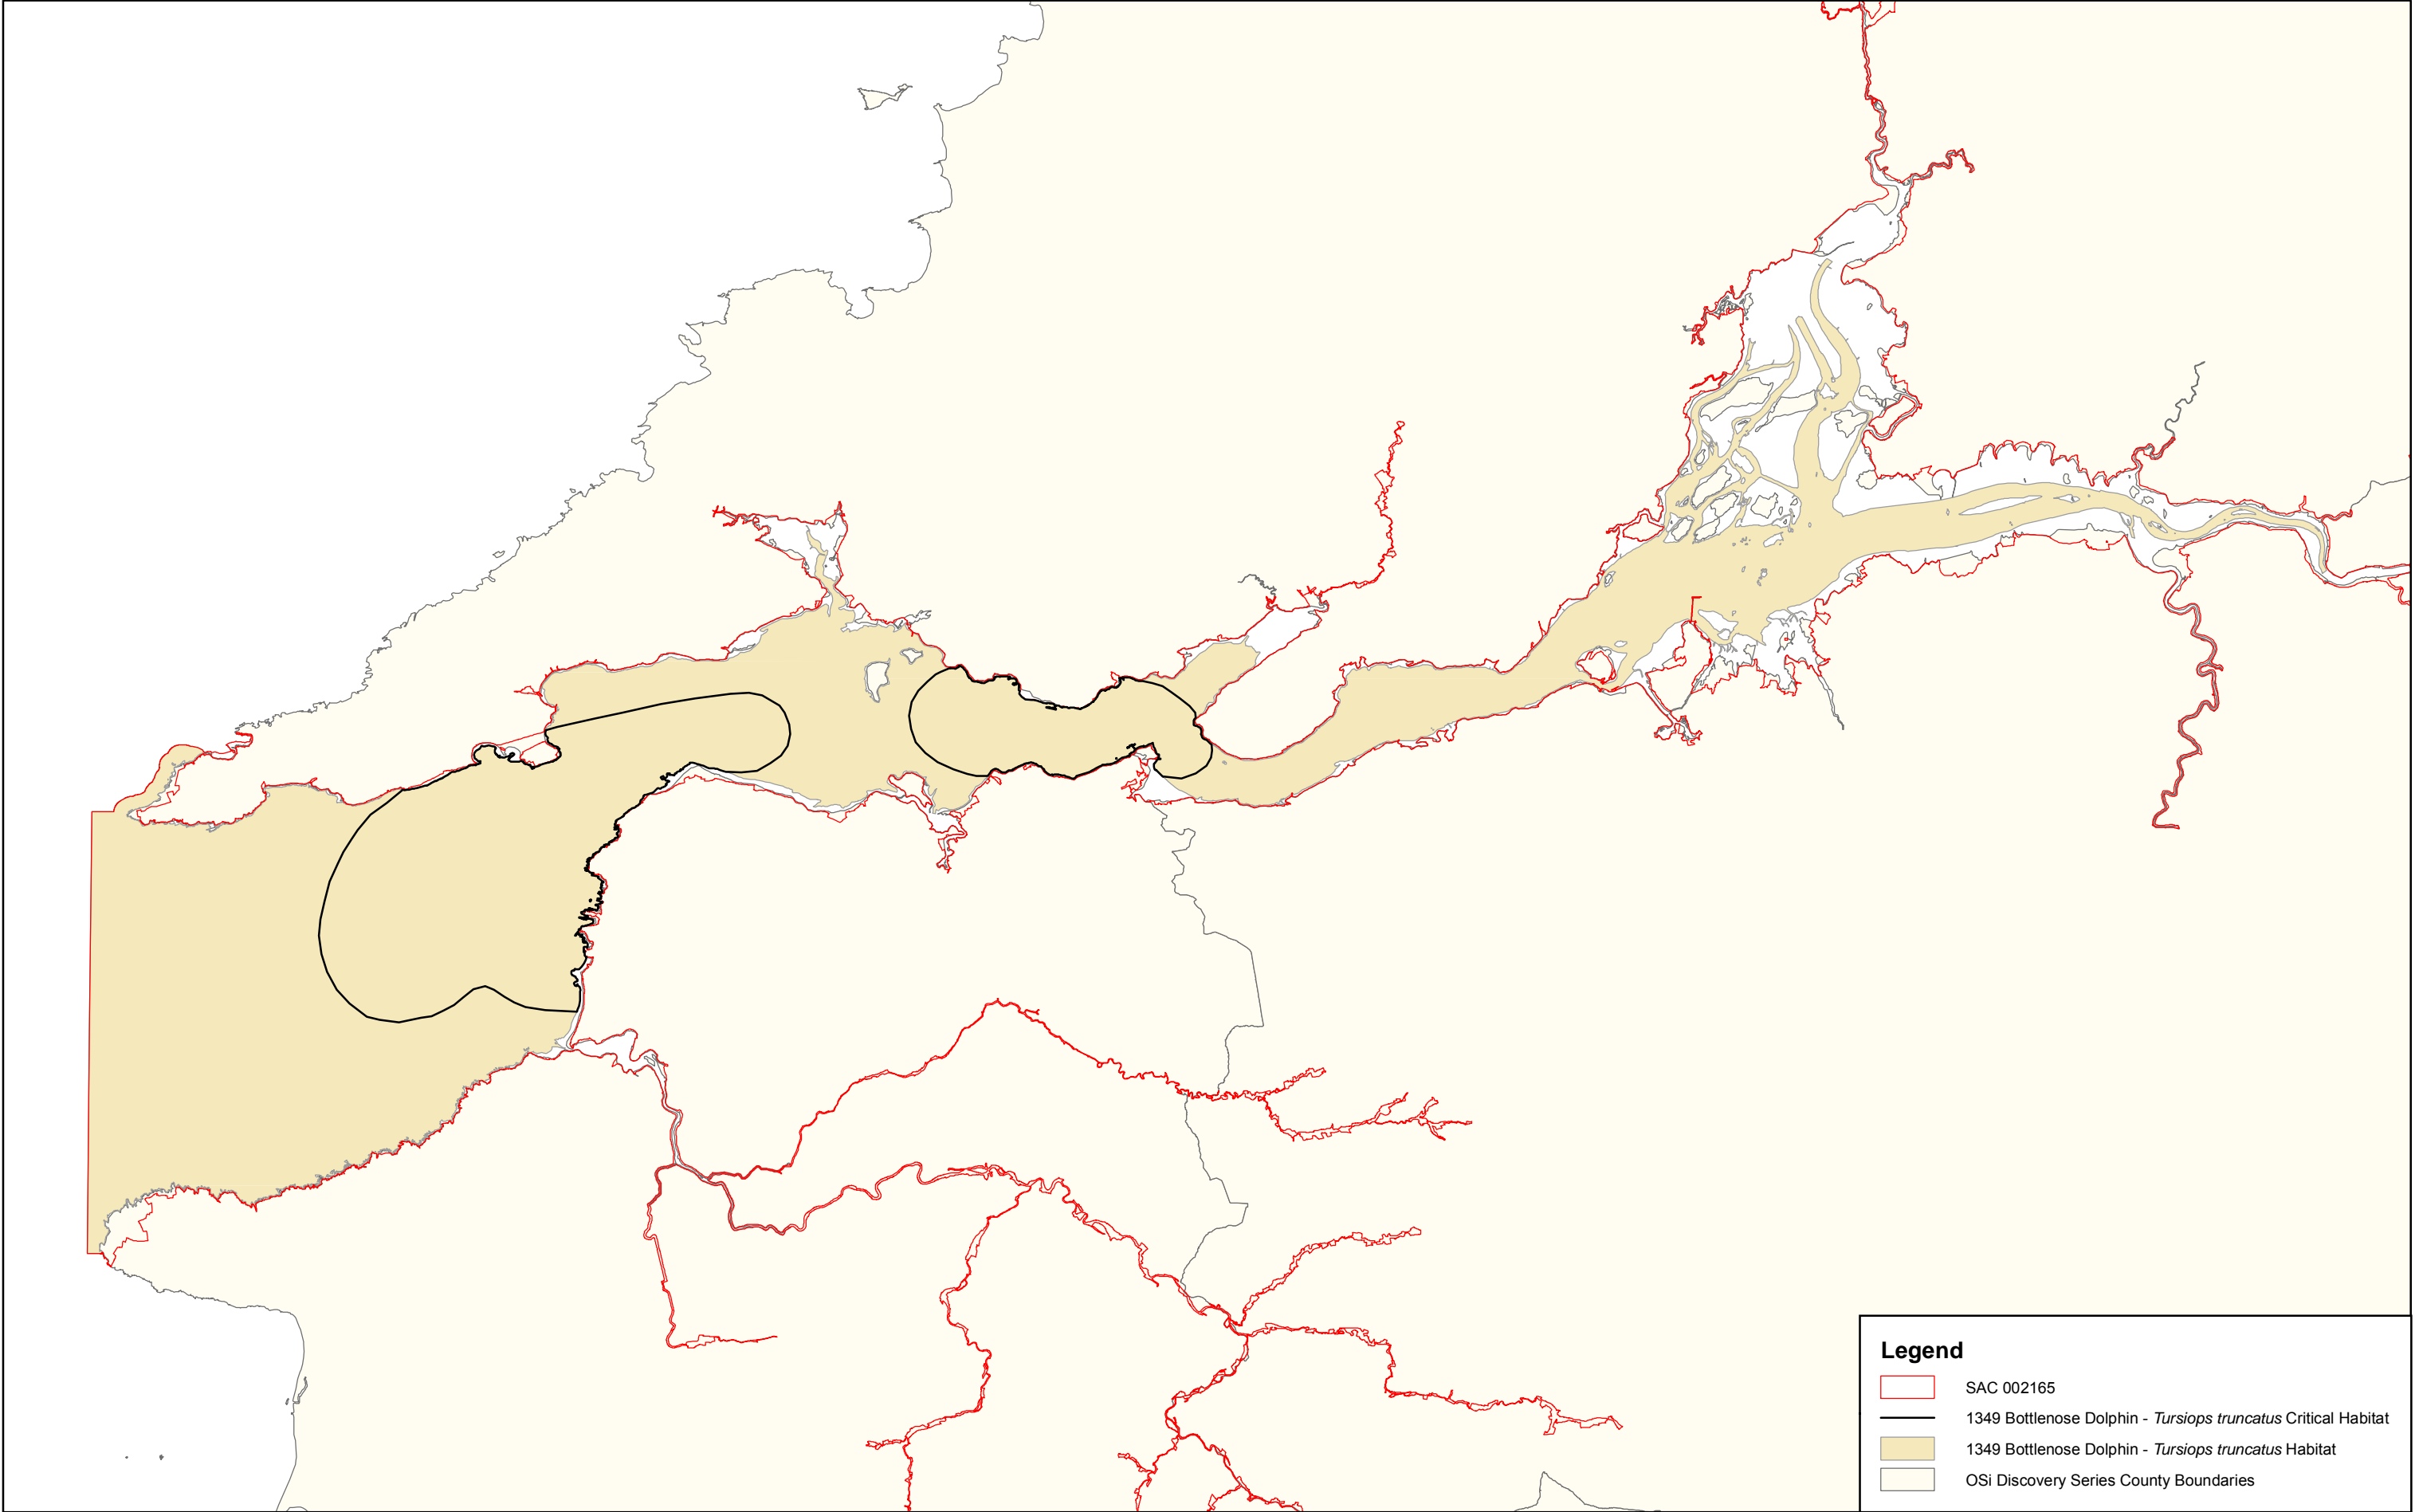 Legend
SAC 002165
1349 Bottlenose Dolphin - Tursiops truncatus Critical Habitat
1349 Bottlenose Dolphin - Tursiops truncatus Habitat
OSi Discovery Series County Boundaries